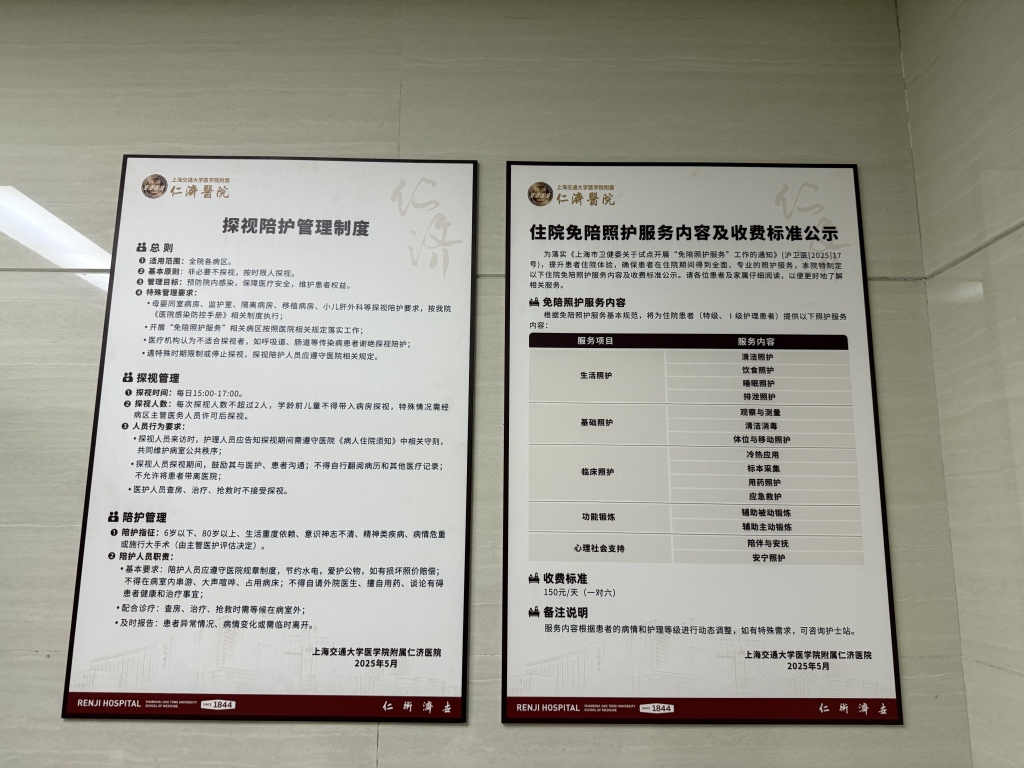 上海交通大学医学院附属
仁濟醫院
仁
济
探视陪护管理制度
总 则
❶ 适用范围：全院各病区。
❷ 基本原则：非必要不探视，按时限人探视。
❸ 管理目标：预防院内感染，保障医疗安全，维护患者权益。
❹ 特殊管理要求：
• 母婴同室病房、监护室、隔离病房、移植病房、小儿肝外科等探视陪护要求，按我院
《医院感染防控手册》相关制度执行；
• 开展“免陪照护服务”相关病区按照医院相关规定落实工作；
• 医疗机构认为不适合探视者，如呼吸道、肠道等传染病患者谢绝探视陪护；
• 遇特殊时期限制或停止探视，探视陪护人员应遵守医院相关规定。
探视管理
❶ 探视时间：每日15:00-17:00。
❷ 探视人数：每次探视人数不超过2人，学龄前儿童不得带入病房探视，特殊情况需经
病区主管医务人员许可后探视。
❸ 人员行为要求：
• 探视人员来访时，护理人员应告知探视期间需遵守医院《病人住院须知》中相关守则，
共同维护病室公共秩序；
• 探视人员探视期间，鼓励其与医护、患者沟通；不得自行翻阅病历和其他医疗记录；
不允许将患者带离医院；
• 医护人员查房、治疗、抢救时不接受探视。
陪护管理
❶ 陪护指征：6岁以下、80岁以上、生活重度依赖、意识神志不清、精神类疾病、病情危重
或施行大手术（由主管医护评估决定）。
❷ 陪护人员职责：
• 基本要求：陪护人员应遵守医院规章制度，节约水电，爱护公物，如有损坏照价赔偿；
不得在病室内串游、大声喧哗、占用病床；不得自请外院医生、擅自用药、谈论有碍
患者健康和治疗事宜；
• 配合诊疗：查房、治疗、抢救时需等候在病室外；
• 及时报告：患者异常情况、病情变化或需临时离开。
上海交通大学医学院附属仁济医院
2025年5月
RENJI HOSPITAL
SHANGHAI JIAO TONG UNIVERSITY
SCHOOL OF MEDICINE
SINCE 1844
仁 術 濟 世
上海交通大学医学院附属
仁濟醫院
仁
住院免陪照护服务内容及收费标准公示
为落实《上海市卫健委关于试点开展“免陪照护服务”工作的通知》(沪卫医[2025]17
号)，提升患者住院体验，确保患者在住院期间得到全面、专业的照护服务，本院特制定
以下住院免陪照护服务内容及收费标准公示。请各位患者及家属仔细阅读，以便更好地了解
相关服务。
免陪照护服务内容
根据免陪照护服务基本规范，将为住院患者（特级、Ⅰ级护理患者）提供以下照护服务
内容：
服务项目 服务内容
生活照护
清洁照护
饮食照护
睡眠照护
排泄照护
基础照护
观察与测量
清洁消毒
体位与移动照护
临床照护
冷热应用
标本采集
用药照护
应急救护
功能锻炼
辅助被动锻炼
辅助主动锻炼
心理社会支持
陪伴与安抚
安宁照护
收费标准
150元/天（一对六）
备注说明
服务内容根据患者的病情和护理等级进行动态调整，如有特殊需求，可咨询护士站。
上海交通大学医学院附属仁济医院
2025年5月
RENJI HOSPITAL
SHANGHAI JIAO TONG UNIVERSITY
SCHOOL OF MEDICINE
SINCE 1844
仁 術 濟 世